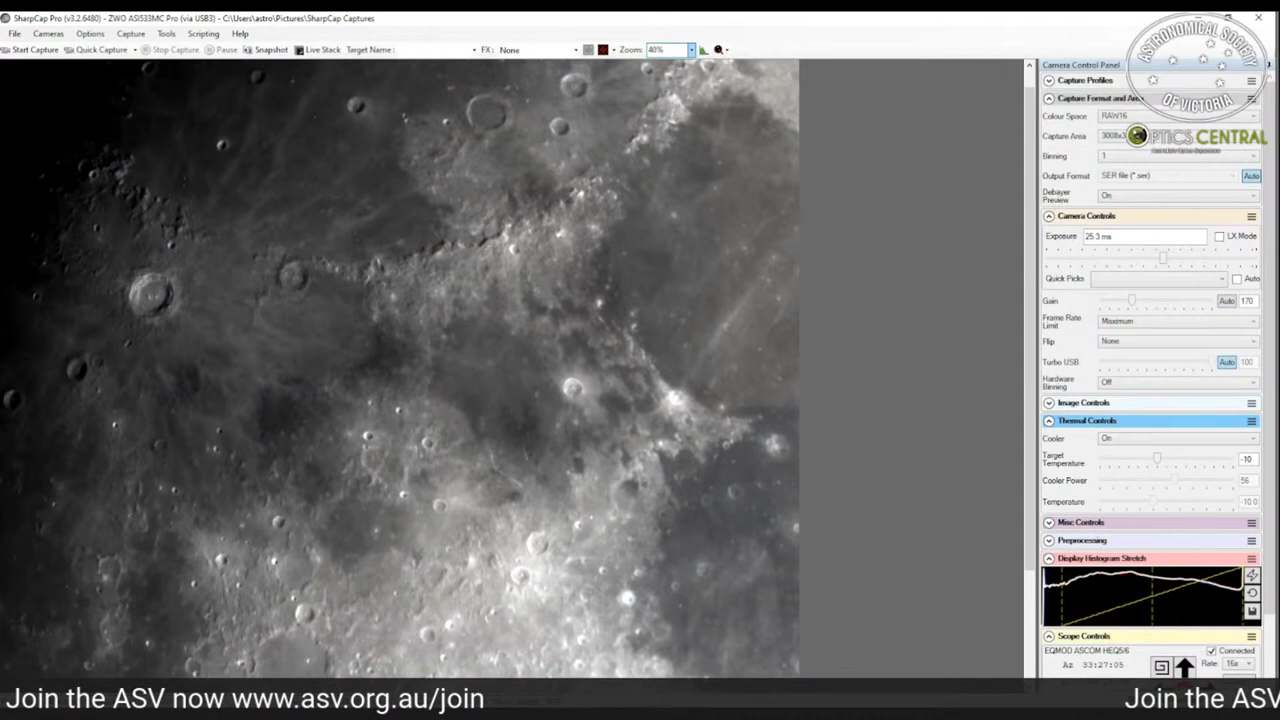 SharpCap Pro (v3.2.6480) - ZWO ASI533MC Pro (via USB3) - C:\Users\astro\Pictures\SharpCap Captures
File Cameras Options Capture Tools Scripting Help
Start Capture Quick Capture Stop Capture Pause Snapshot Live Stack Target Name: FX: None Zoom: 40%
ASTRONOMICAL SOCIETY
OF VICTORIA
OPTICS CENTRAL
Camera Control Panel
Capture Profiles
Capture Format and Area
Colour Space RAW16
Capture Area
Binning 1
Output Format SER file (*.ser) Auto
Debayer Preview On
Camera Controls
Exposure 25.3 ms LX Mode
Quick Picks Auto
Gain Auto 170
Frame Rate Limit Maximum
Flip None
Turbo USB Auto 100
Hardware Binning Off
Image Controls
Thermal Controls
Cooler On
Target Temperature -10
Cooler Power 56
Temperature -10.0
Misc Controls
Preprocessing
Display Histogram Stretch
Scope Controls
EQMOD ASCOM HEQ5/6 Connected
Az 33:27:05 Rate: 16x
Join the ASV now www.asv.org.au/join
Join the ASV